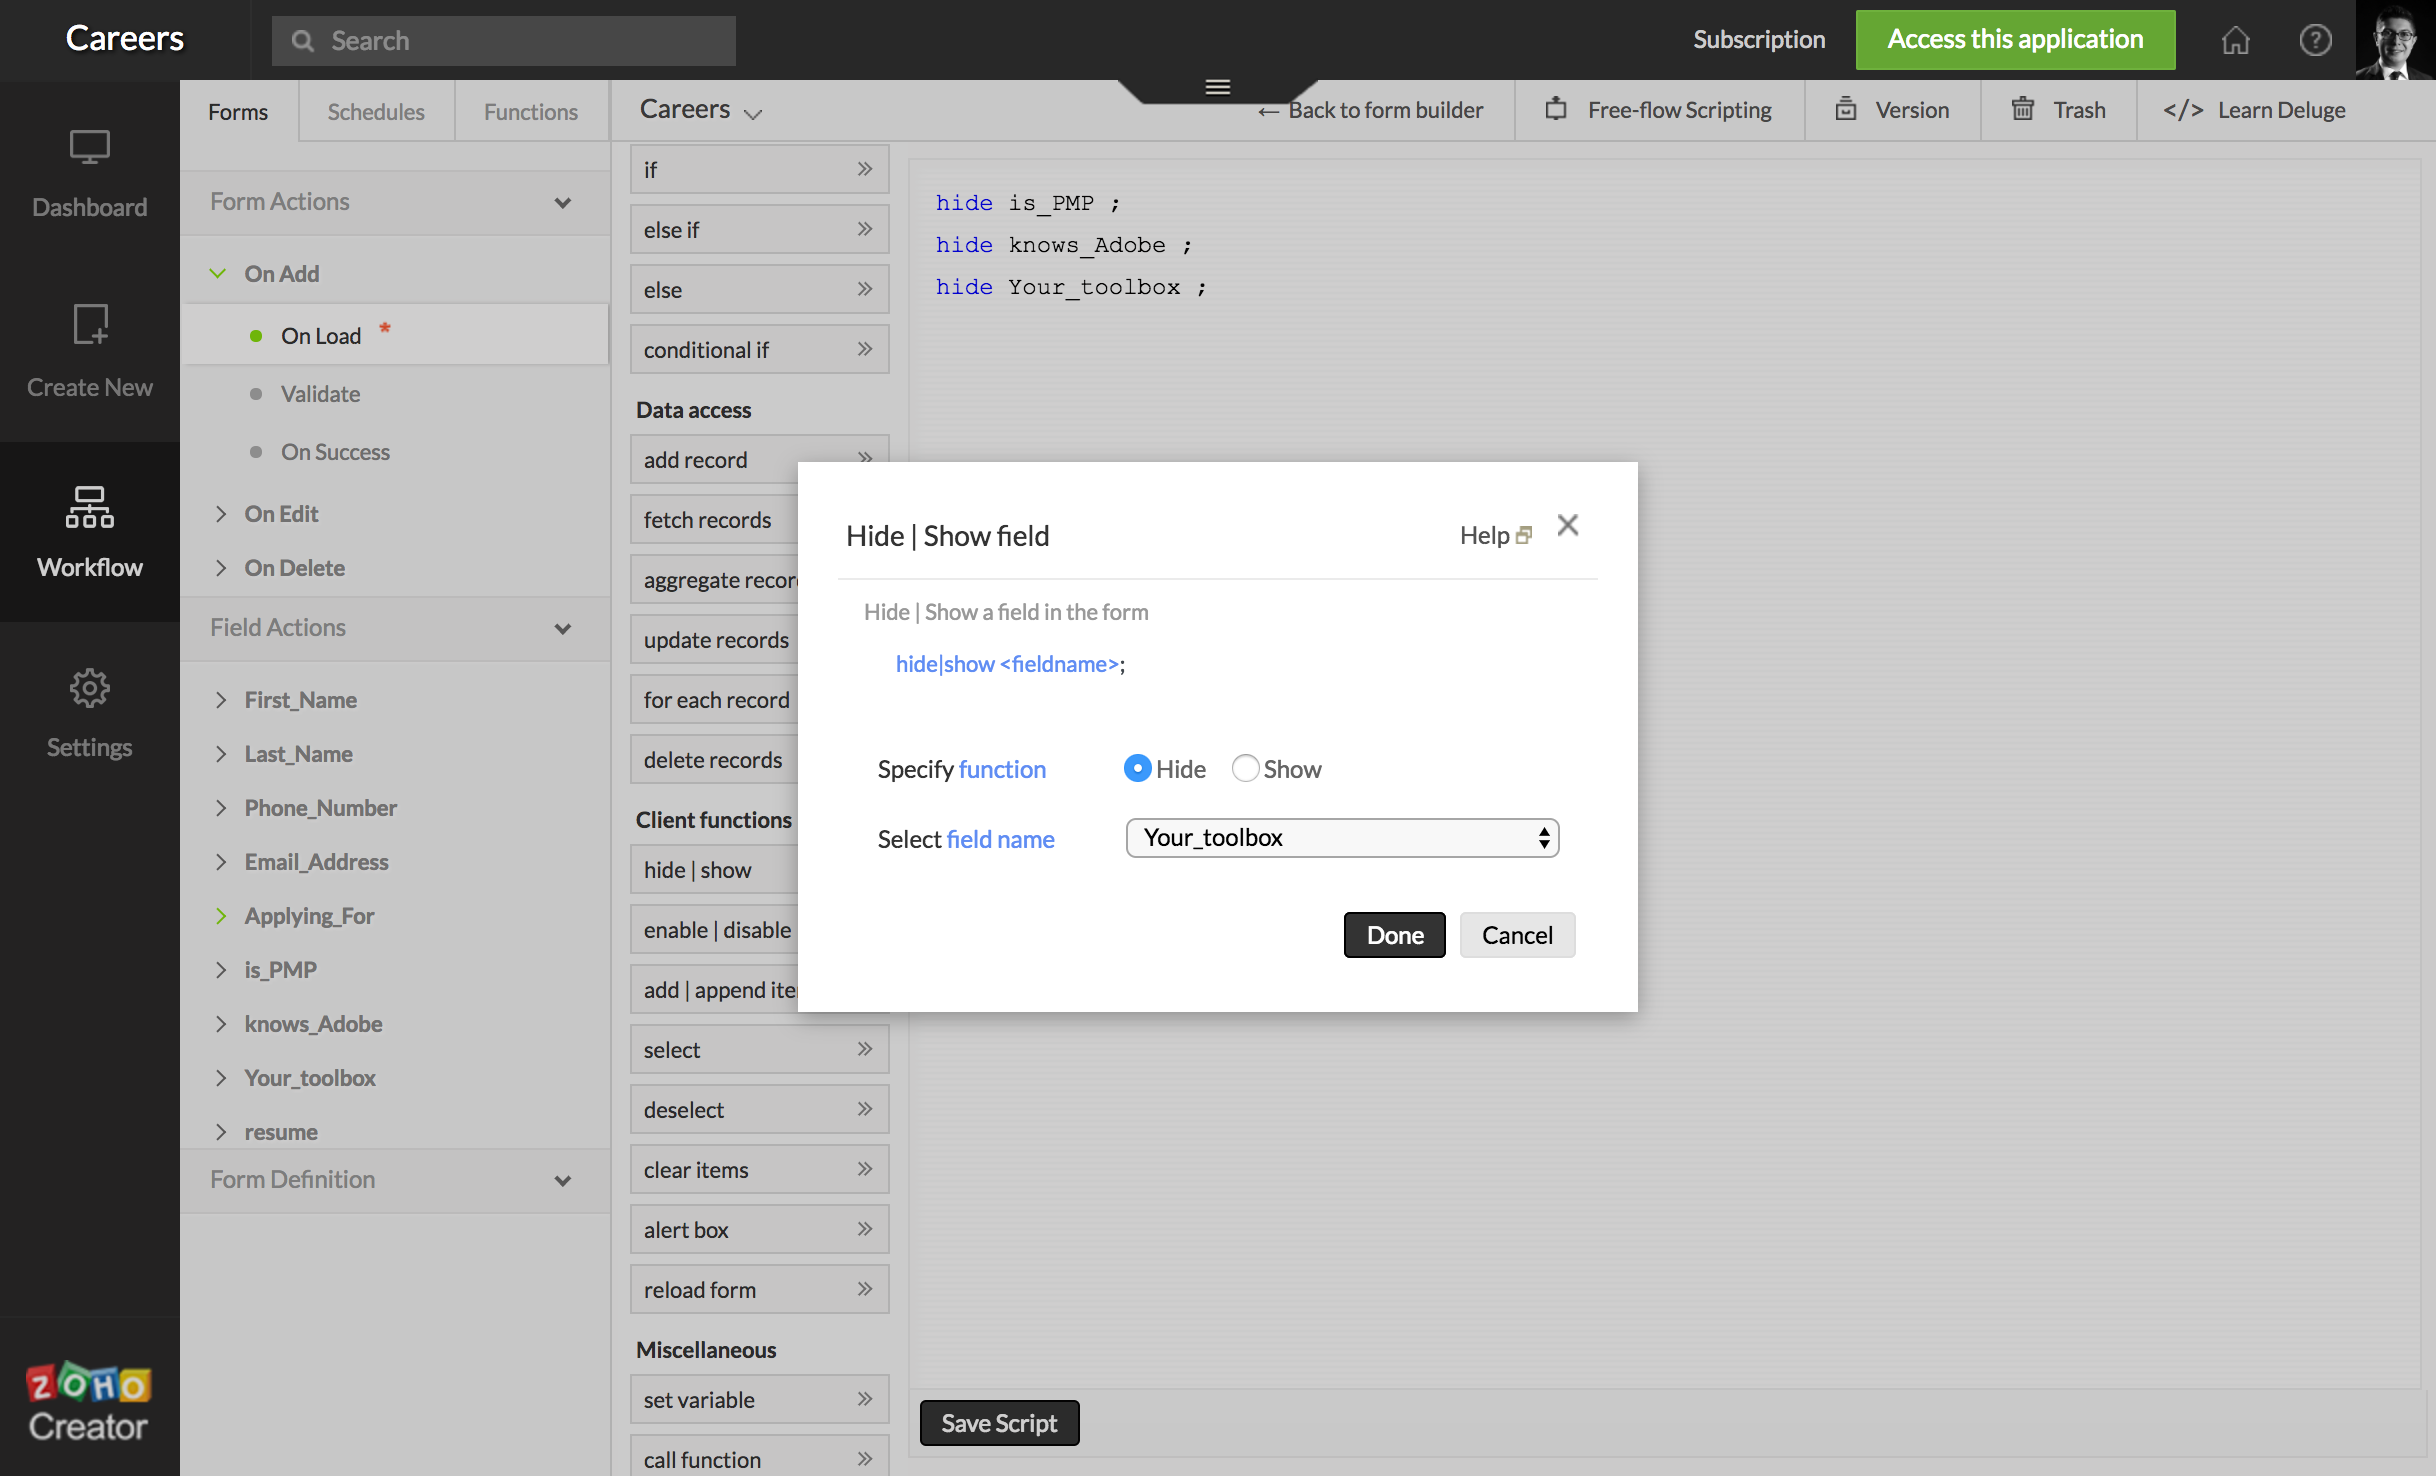 Careers
Search
Subscription
Access this application
Dashboard
Create New
Workflow
Settings
ZOHO
Creator
Forms
Schedules
Functions
Form Actions
On Add
On Load *
Validate
On Success
On Edit
On Delete
Field Actions
First_Name
Last_Name
Phone_Number
Email_Address
Applying_For
is_PMP
knows_Adobe
Your_toolbox
resume
Form Definition
Careers
← Back to form builder
Free-flow Scripting
Version
Trash
</> Learn Deluge
if
else if
else
conditional if
Data access
add record
fetch records
aggregate recor
update records
for each record
delete records
Client functions
hide | show
enable | disable
add | append ite
select
deselect
clear items
alert box
reload form
Miscellaneous
set variable
call function
hide is_PMP ;
hide knows_Adobe ;
hide Your_toolbox ;
Hide | Show field
Help
Hide | Show a field in the form
hide|show <fieldname>;
Specify function
Hide
Show
Select field name
Your_toolbox
Done
Cancel
Save Script